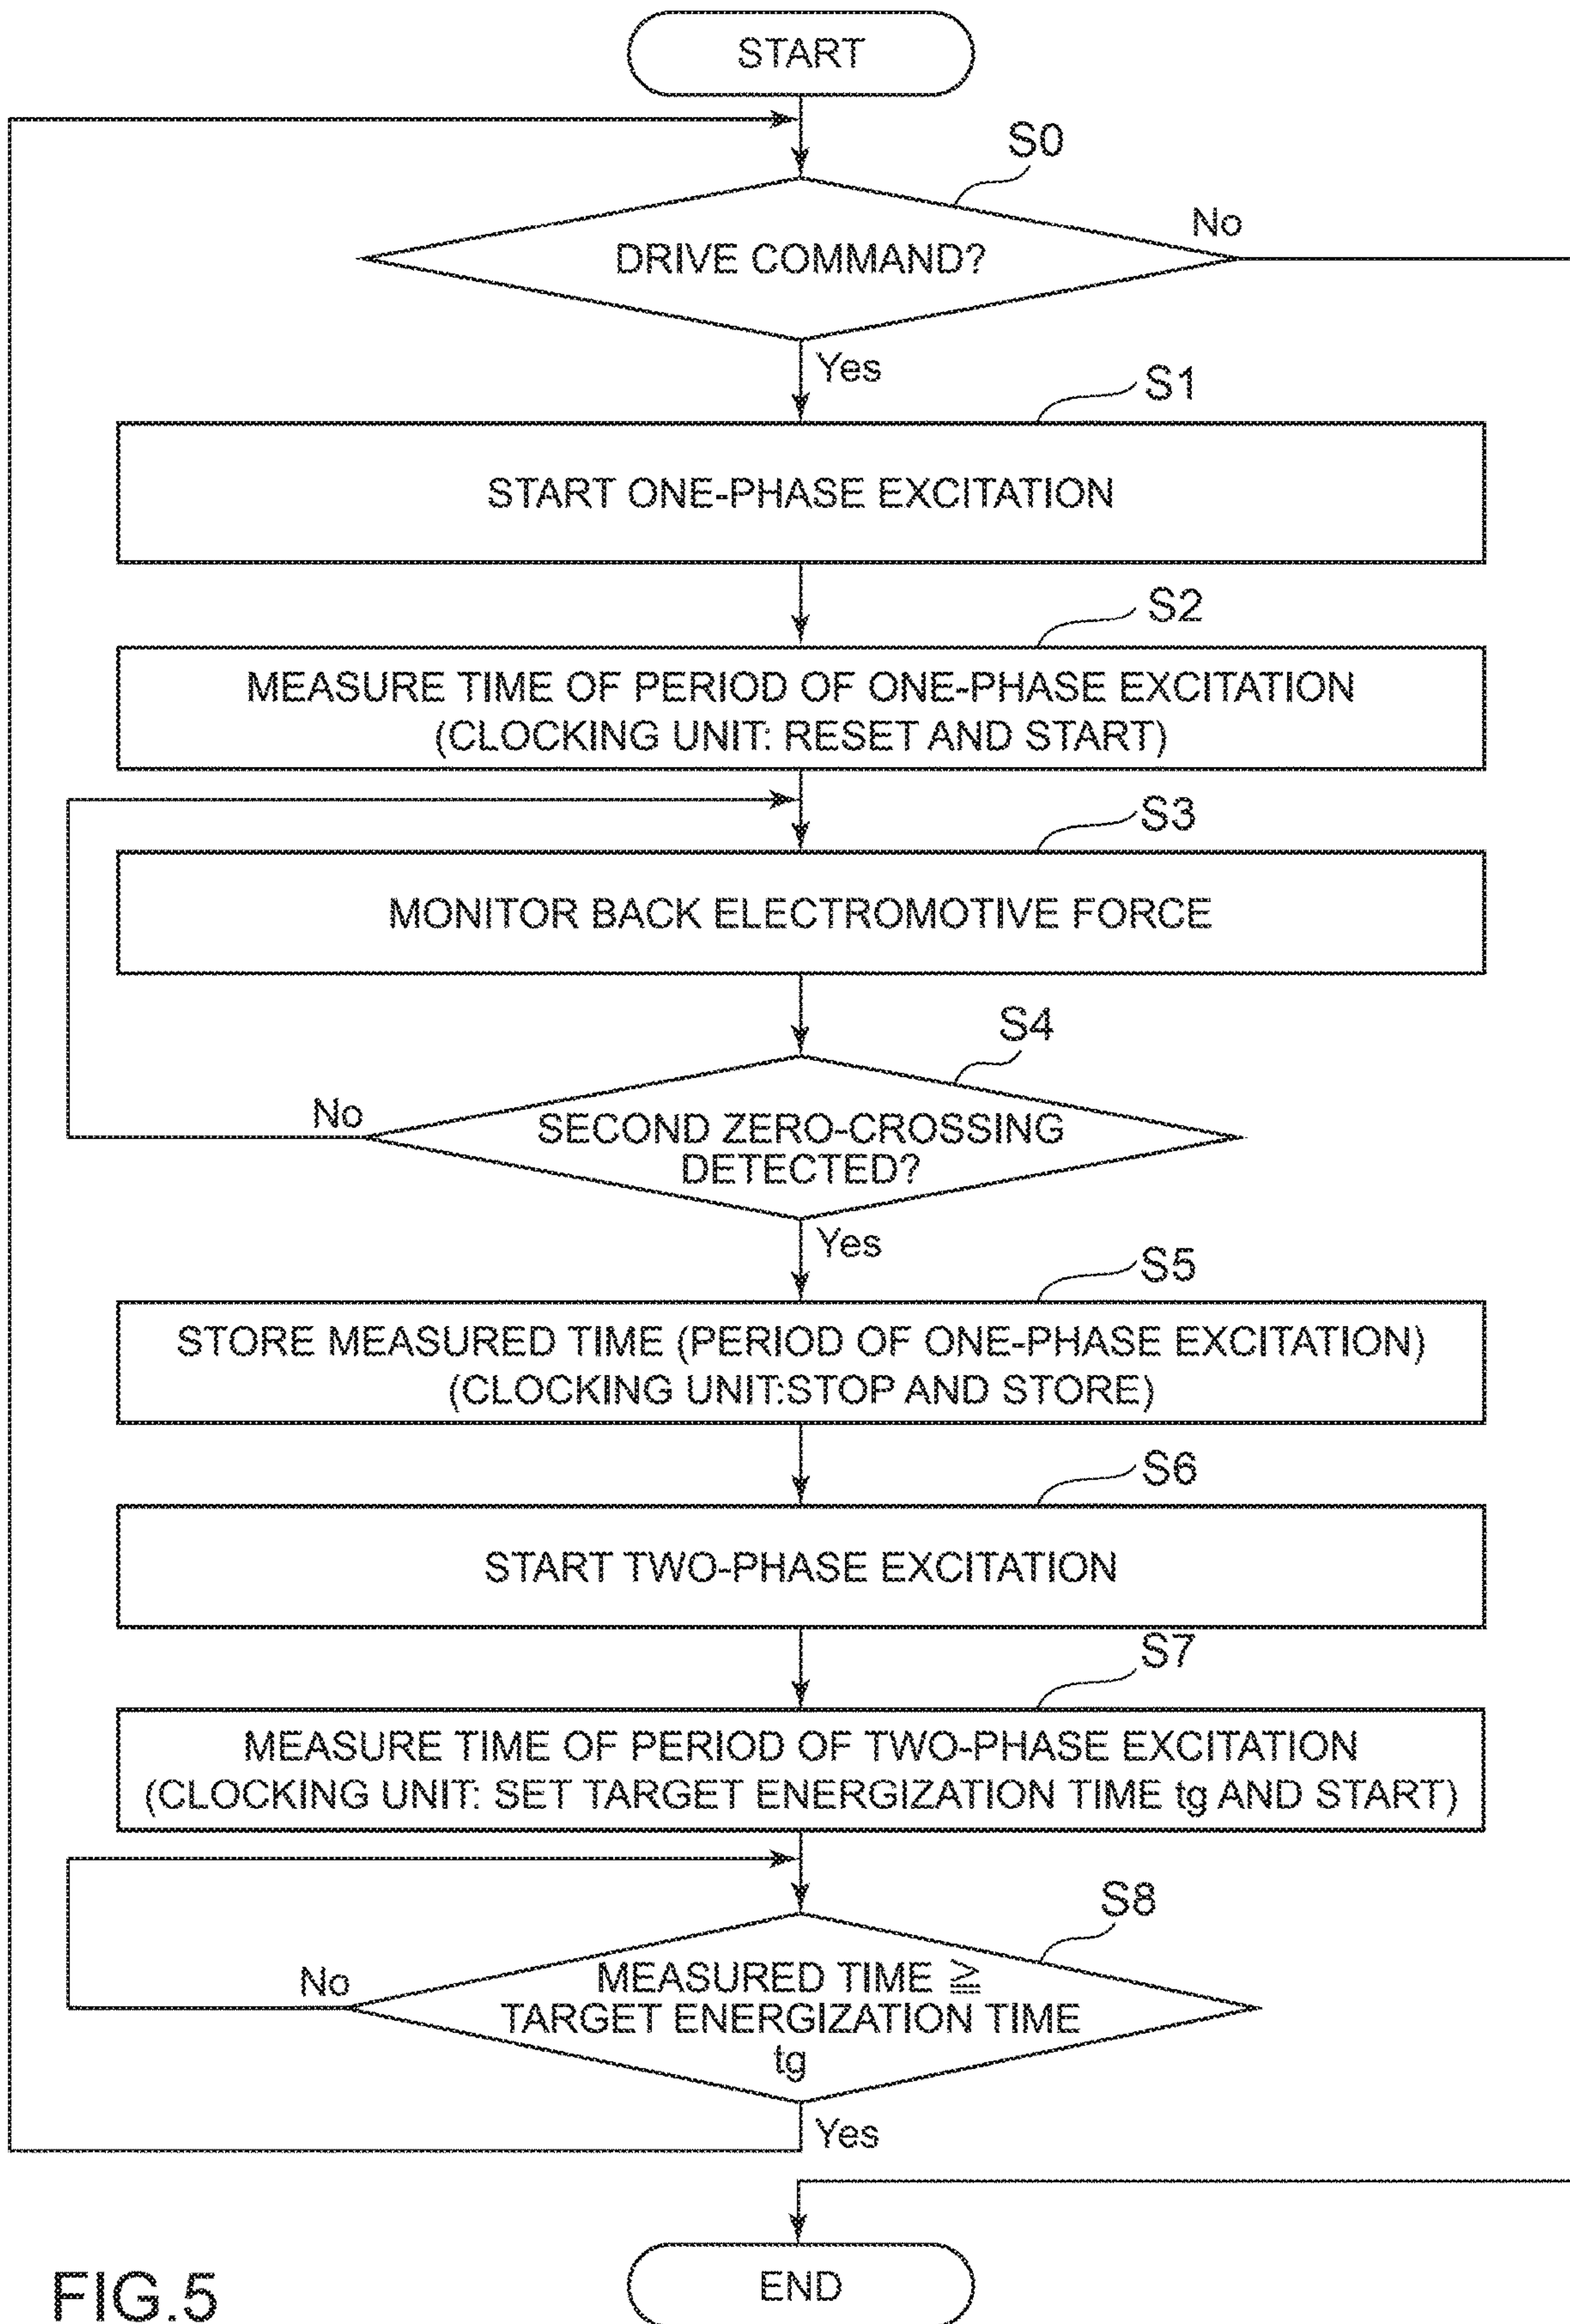 START
S0
DRIVE COMMAND?
No
Yes
S1
START ONE-PHASE EXCITATION
S2
MEASURE TIME OF PERIOD OF ONE-PHASE EXCITATION
(CLOCKING UNIT: RESET AND START)
S3
MONITOR BACK ELECTROMOTIVE FORCE
S4
No
SECOND ZERO-CROSSING
DETECTED?
Yes
S5
STORE MEASURED TIME (PERIOD OF ONE-PHASE EXCITATION)
(CLOCKING UNIT:STOP AND STORE)
S6
START TWO-PHASE EXCITATION
S7
MEASURE TIME OF PERIOD OF TWO-PHASE EXCITATION
(CLOCKING UNIT: SET TARGET ENERGIZATION TIME tg AND START)
S8
No
MEASURED TIME ≧
TARGET ENERGIZATION TIME
tg
Yes
END
FIG.5